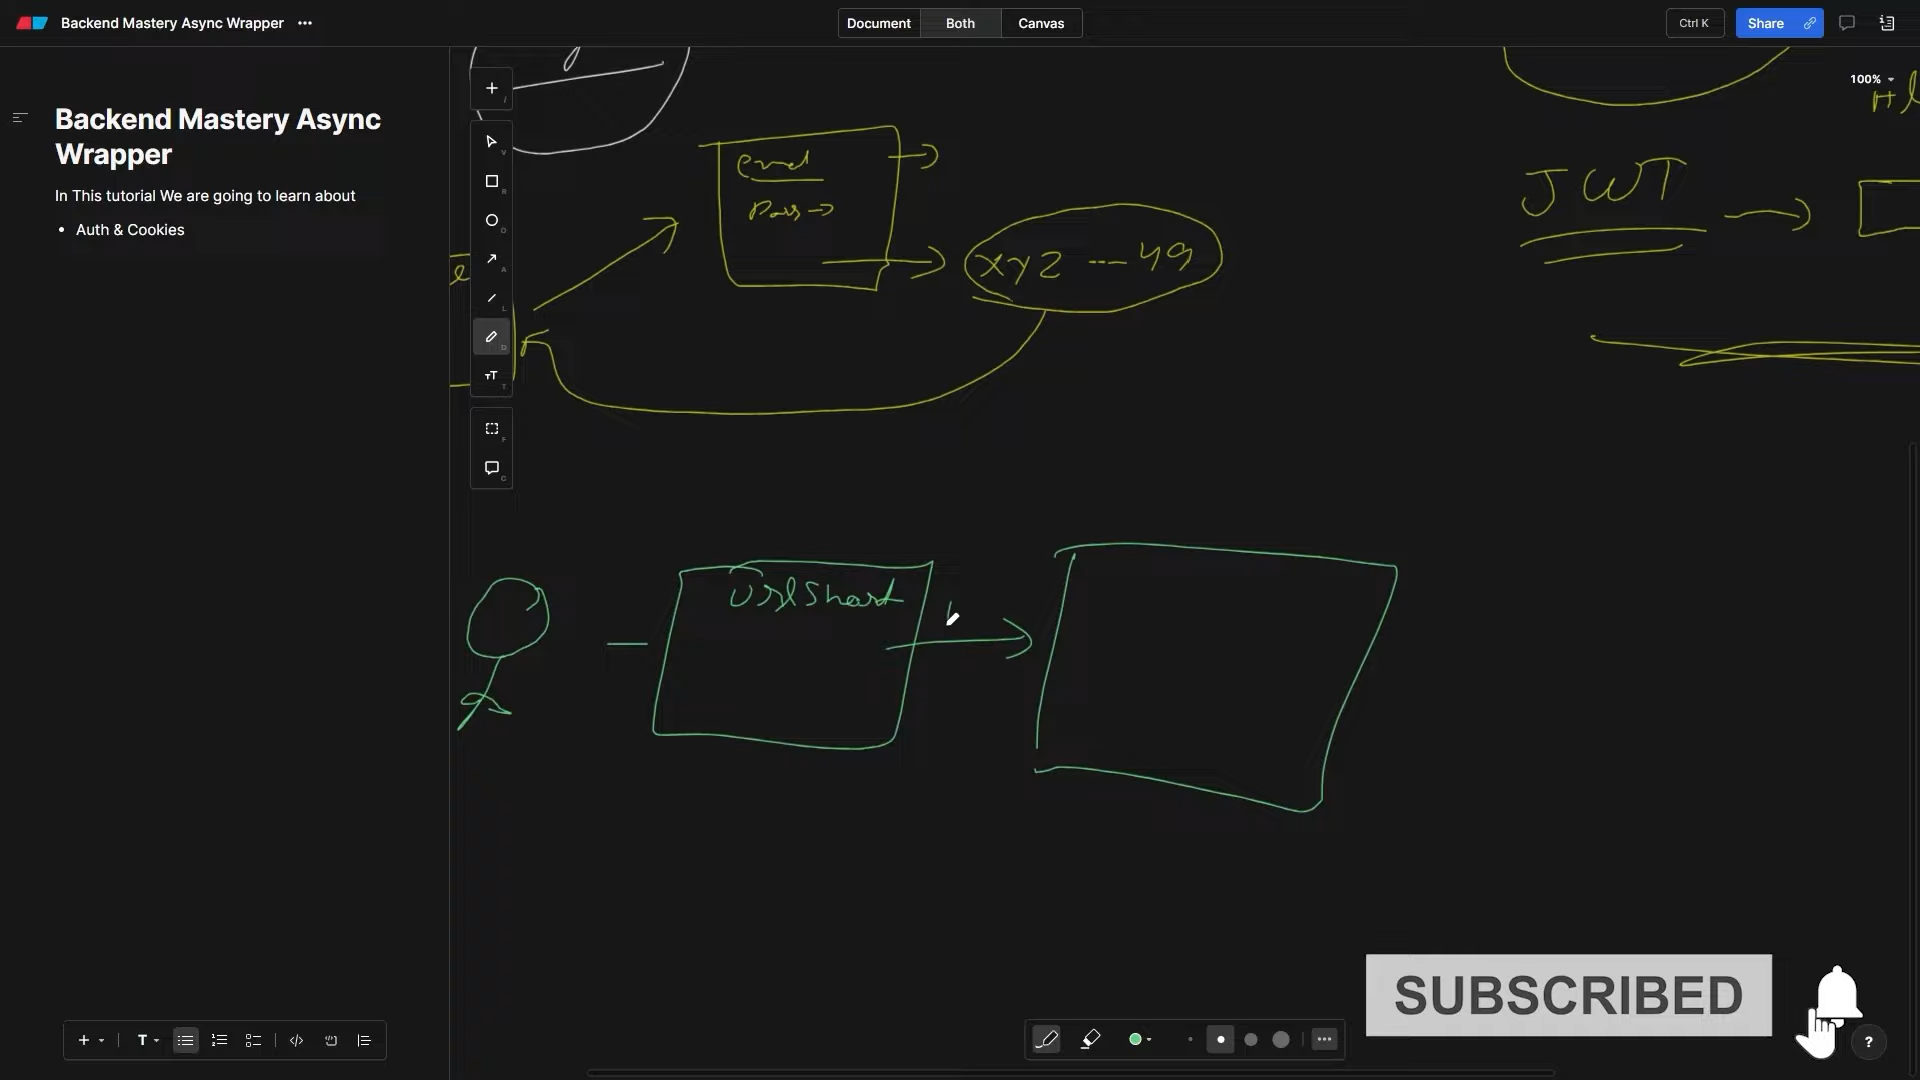 Backend Mastery Async Wrapper
Document
Both
Canvas
Ctrl K
Share
100%
Backend Mastery Async
Wrapper
In This tutorial We are going to learn about
• Auth & Cookies
Pass
xyz --- 49
JWT
UrlShort
SUBSCRIBED